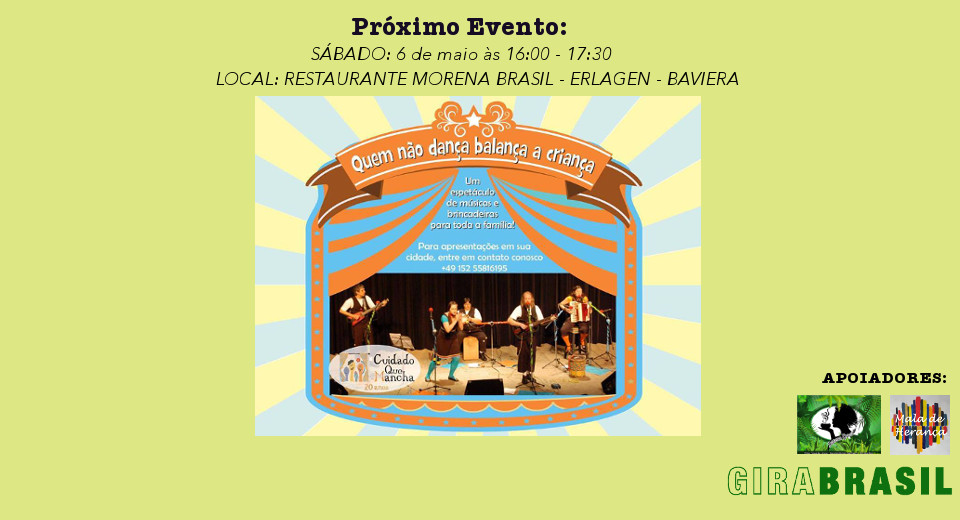 Próximo Evento:
SÁBADO: 6 de maio às 16:00 - 17:30
LOCAL: RESTAURANTE MORENA BRASIL - ERLAGEN - BAVIERA
Quem não dança balança a criança
Um
espetáculo
de músicas e
brincadeiras
para toda a família!
Para apresentações em sua
cidade, entre em contato conosco
+49 152 55816195
Cuidado
Que
Mancha
20 anos
APOIADORES:
Mala de
Herança
GIRABRASIL